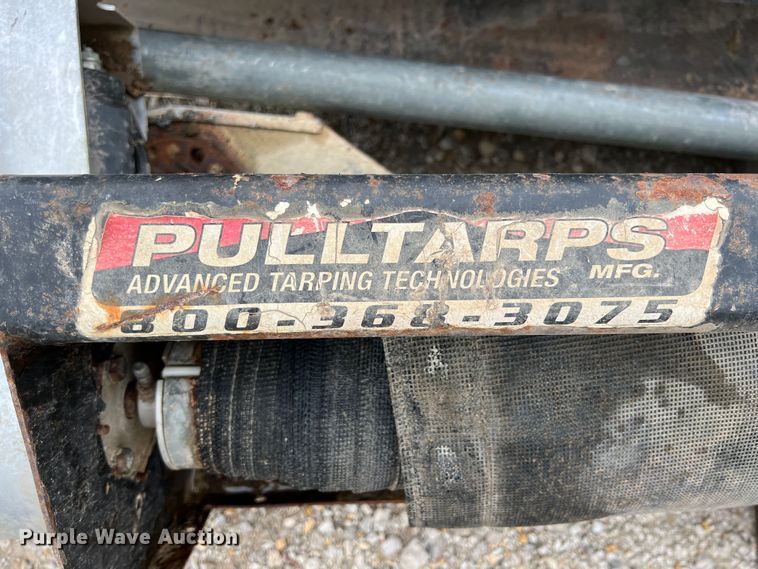 PULLTARPS
ADVANCED TARPING TECHNOLOGIES MFG.
800-368-3075
Purple Wave Auction